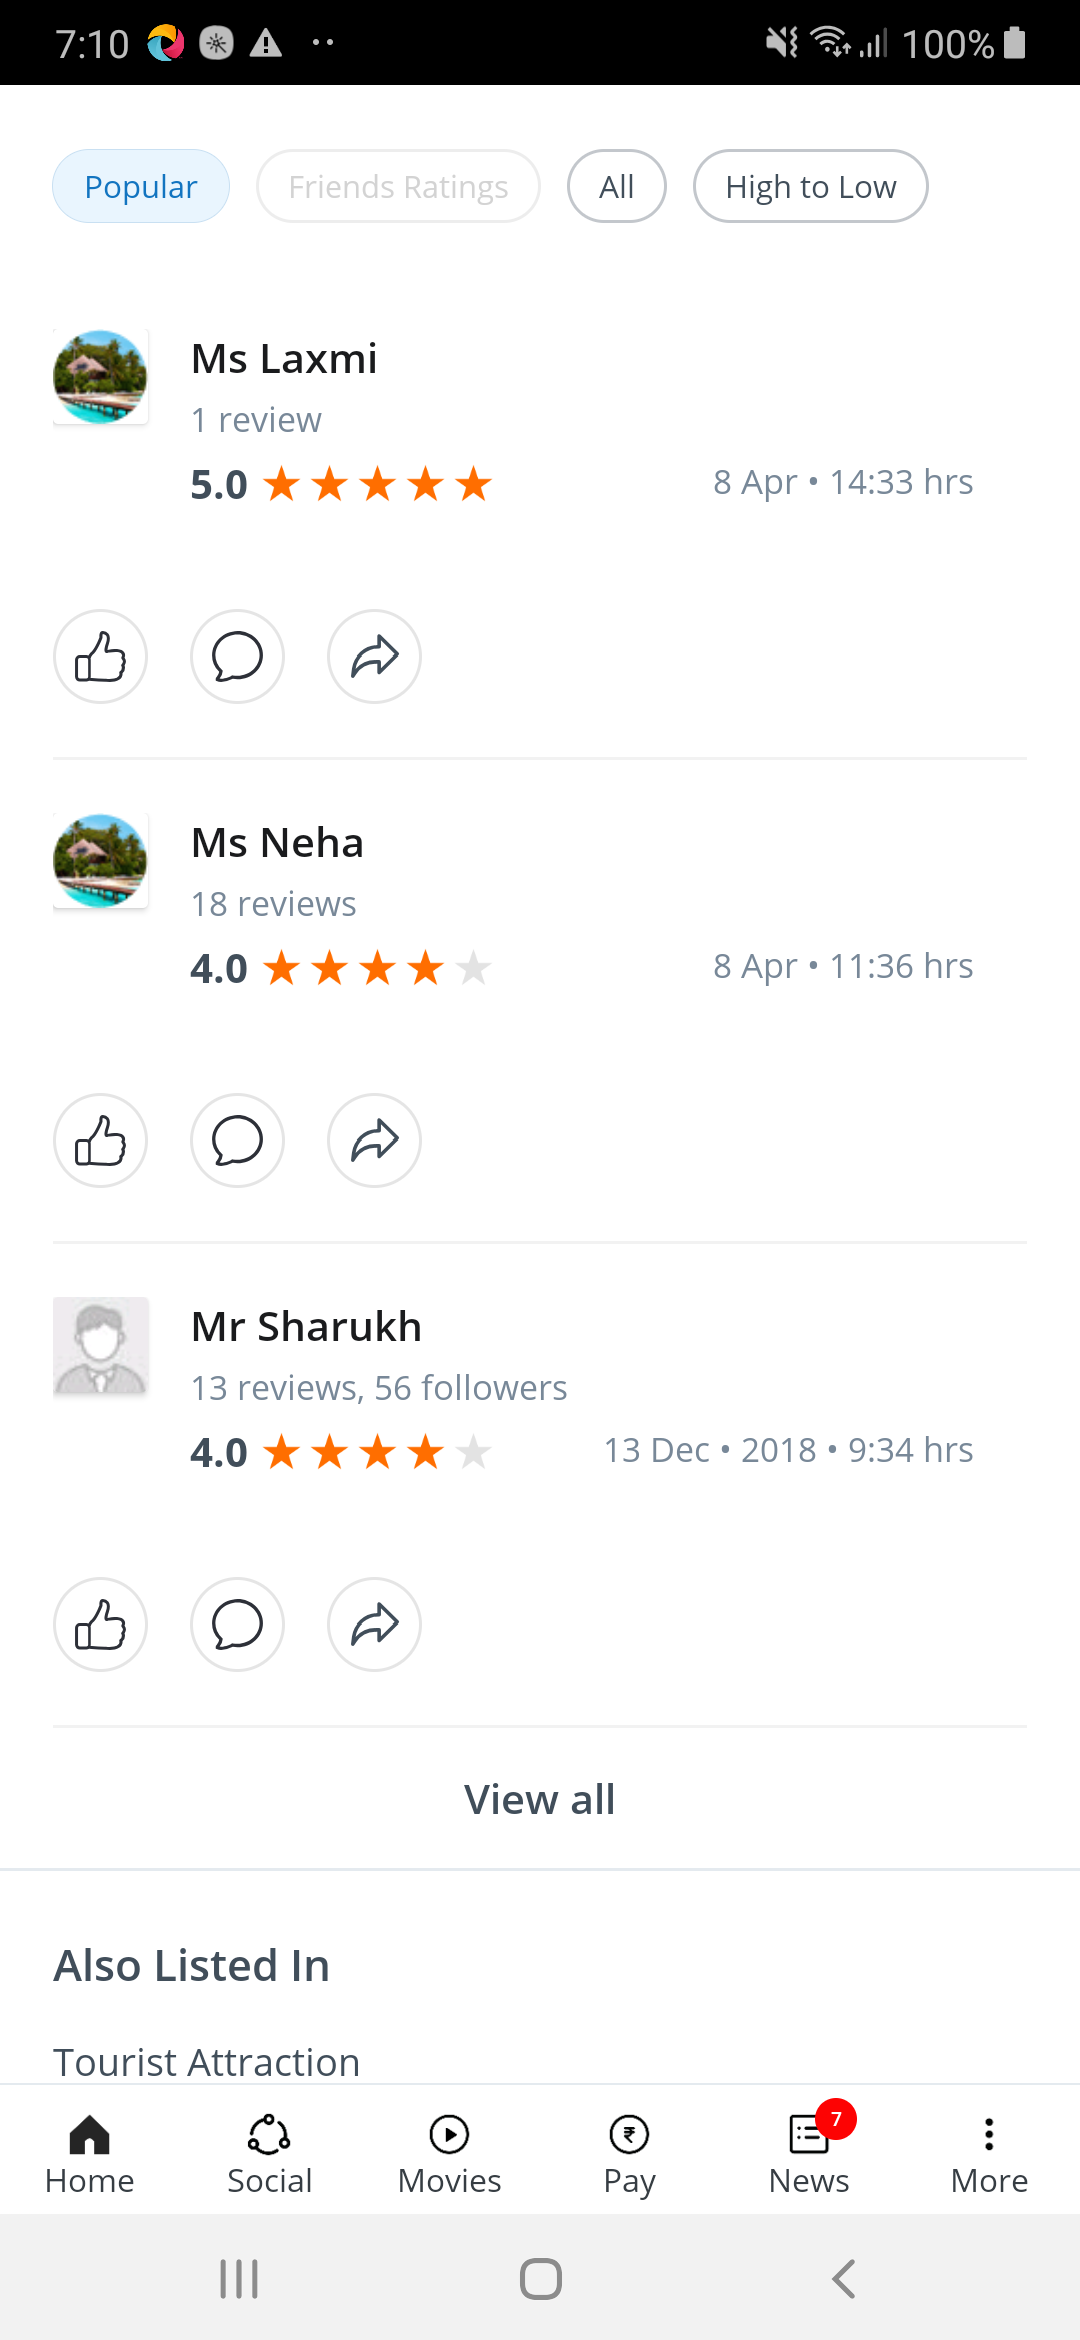 7:10 100%
Popular Friends Ratings All High to Low
Ms Laxmi
1 review
5.0 8 Apr • 14:33 hrs
Ms Neha
18 reviews
4.0 8 Apr • 11:36 hrs
Mr Sharukh
13 reviews, 56 followers
4.0 13 Dec • 2018 • 9:34 hrs
View all
Also Listed In
Tourist Attraction
7
Home Social Movies Pay News More